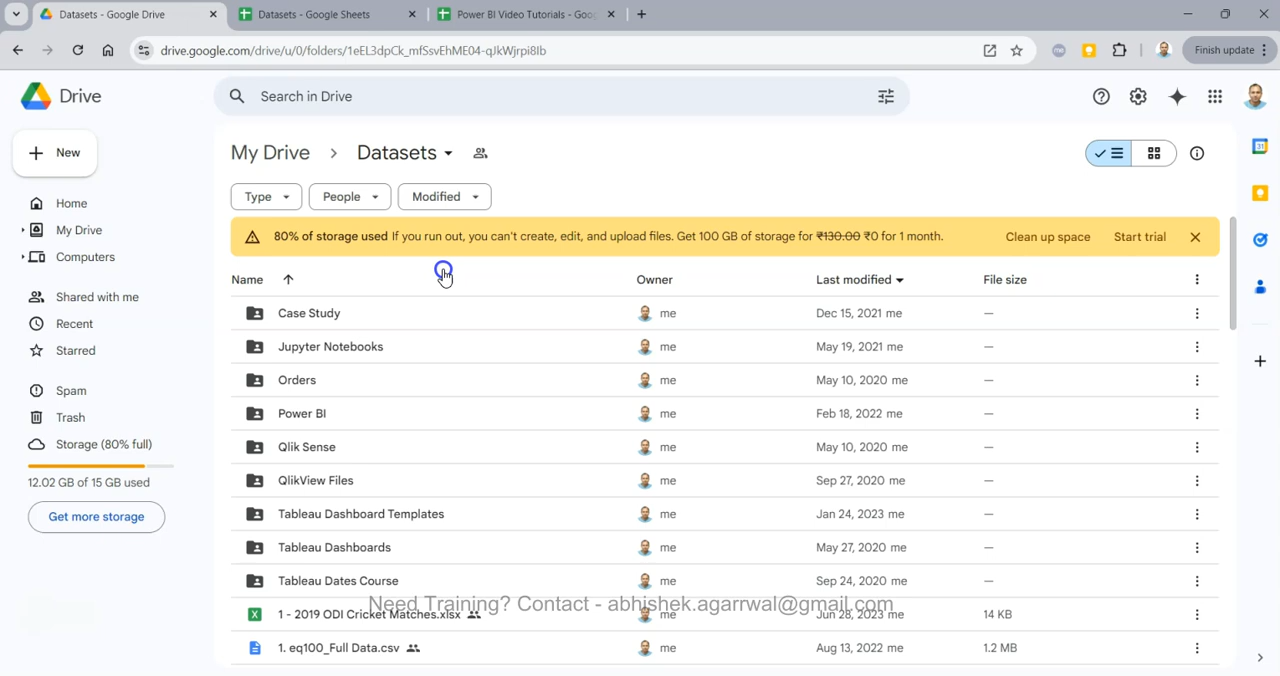 Datasets - Google Drive
Datasets - Google Sheets
Power BI Video Tutorials - Goog
drive.google.com/drive/u/0/folders/1eEL3dpCk_mfSsvEhME04-qJkWjrpi8Ib
Finish update
Drive
Search in Drive
New
My Drive
Datasets
Home
Type
People
Modified
My Drive
80% of storage used If you run out, you can't create, edit, and upload files. Get 100 GB of storage for ₹130.00 ₹0 for 1 month.
Clean up space
Start trial
Computers
Name
Owner
Last modified
File size
Shared with me
Case Study me Dec 15, 2021 me —
Recent
Jupyter Notebooks me May 19, 2021 me —
Starred
Orders me May 10, 2020 me —
Spam
Power BI me Feb 18, 2022 me —
Trash
Storage (80% full)
Qlik Sense me May 10, 2020 me —
12.02 GB of 15 GB used
QlikView Files me Sep 27, 2020 me —
Get more storage
Tableau Dashboard Templates me Jan 24, 2023 me —
Tableau Dashboards me May 27, 2020 me —
Tableau Dates Course me Sep 24, 2020 me —
Need Training? Contact - abhishek.agarrwal@gmail.com
1 - 2019 ODI Cricket Matches.xlsx me Jun 28, 2023 me 14 KB
1. eq100_Full Data.csv me Aug 13, 2022 me 1.2 MB